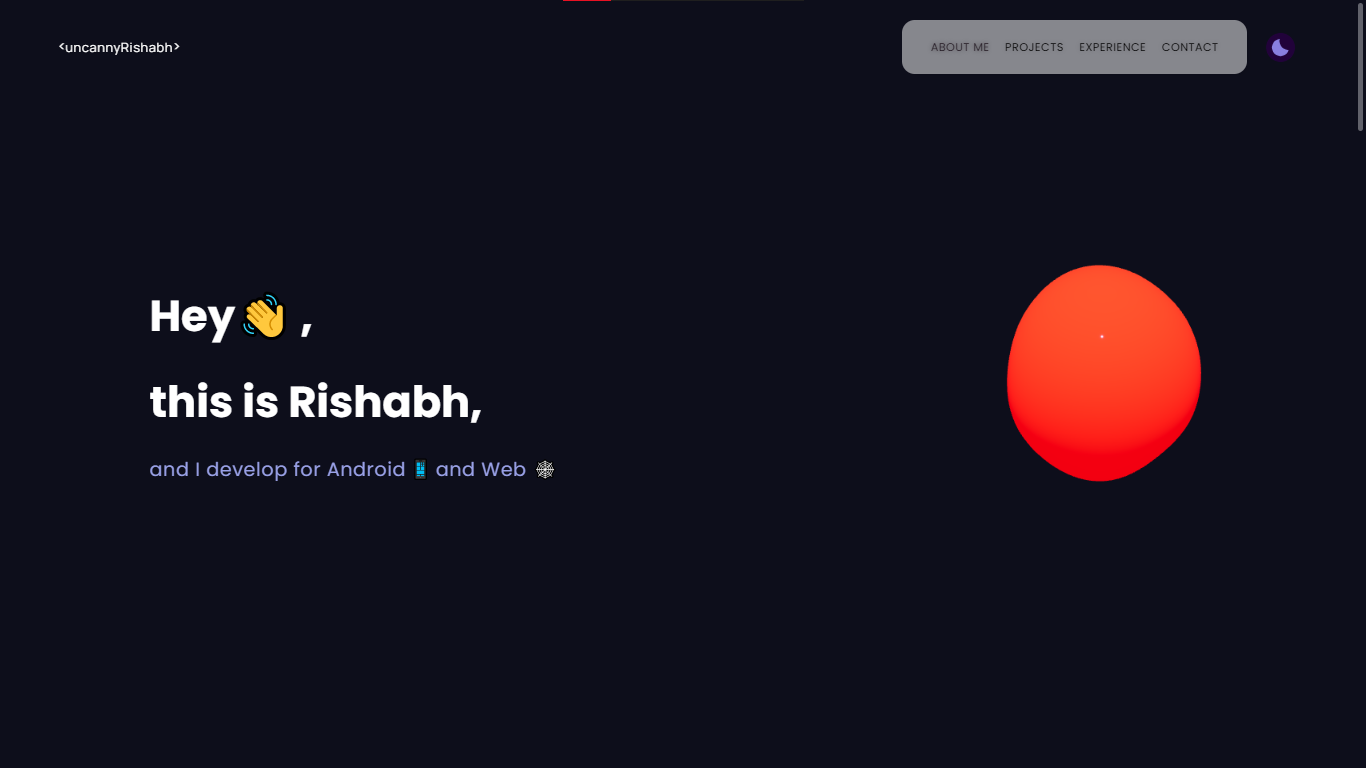 <uncannyRishabh>
ABOUT ME PROJECTS EXPERIENCE CONTACT
Hey👋 ,
this is Rishabh,
and I develop for Android 📱 and Web 🕸